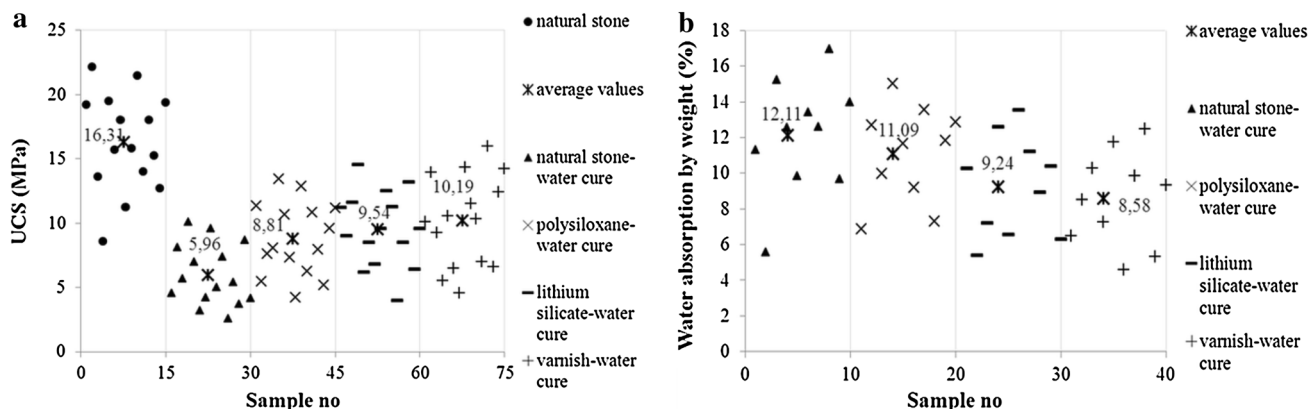 a
UCS (MPa)
25
20
15
10
5
0
0
15
30
45
60
75
Sample no
16,31
5,96
8,81
9,54
10,19
natural stone
average values
natural stone-
water cure
polysiloxane-
water cure
lithium
silicate-water
cure
varnish-water
cure
b
Water absorption by weight (%)
18
16
14
12
10
8
6
4
2
0
0
10
20
30
40
Sample no
12,11
11,09
9,24
8,58
average values
natural stone-
water cure
polysiloxane-
water cure
lithium
silicate-water
cure
varnish-water
cure